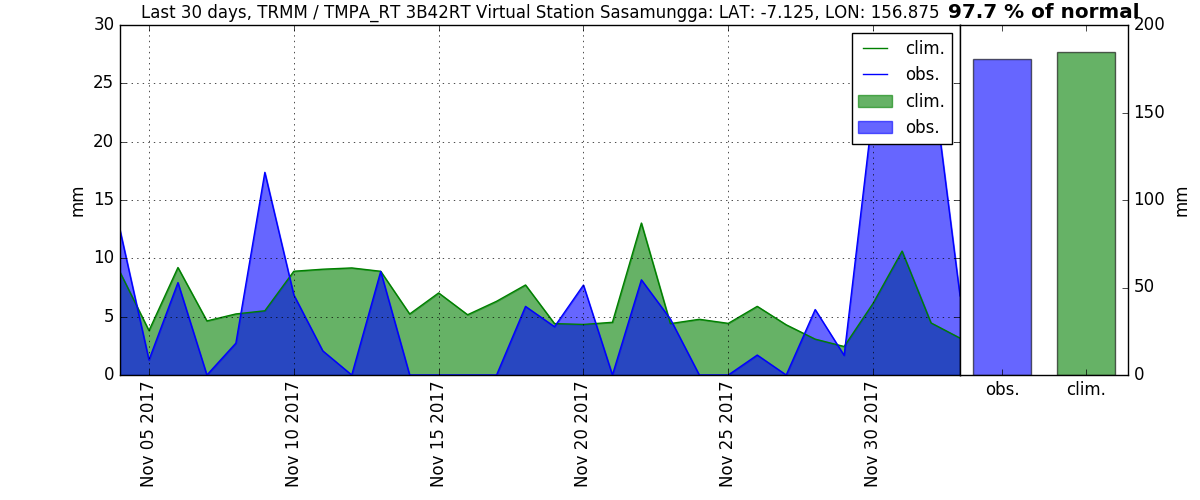 Last 30 days, TRMM / TMPA_RT 3B42RT Virtual Station Sasamungga: LAT: -7.125, LON: 156.875 97.7 % of normal
30
25
20
15
10
5
0
mm
clim.
obs.
clim.
obs.
200
150
100
50
0
mm
Nov 05 2017
Nov 10 2017
Nov 15 2017
Nov 20 2017
Nov 25 2017
Nov 30 2017
obs.
clim.